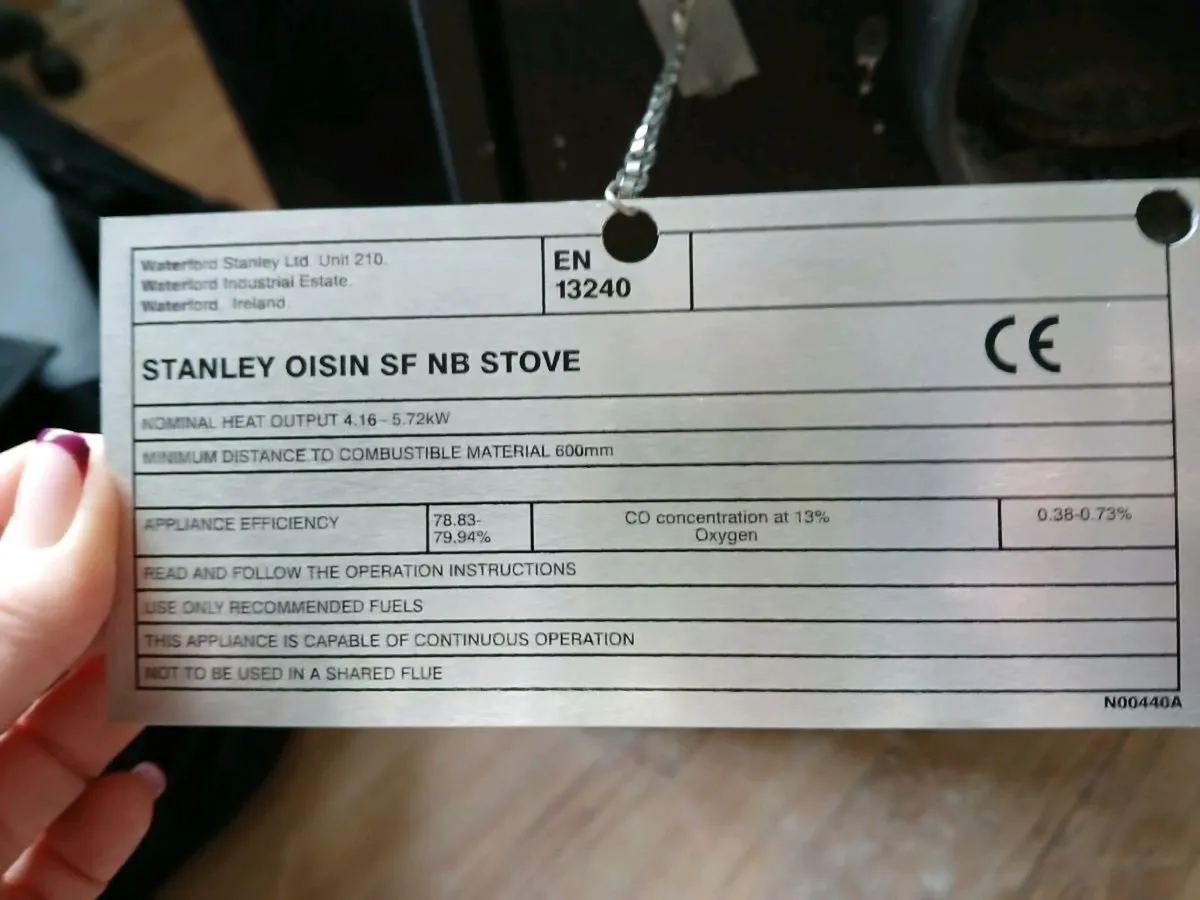 Waterford Stanley Ltd. Unit 210.
Waterford Industrial Estate.
Waterford. Ireland.
EN
13240
STANLEY OISIN SF NB STOVE
CE
NOMINAL HEAT OUTPUT 4.16 - 5.72kW
MINIMUM DISTANCE TO COMBUSTIBLE MATERIAL 600mm
APPLIANCE EFFICIENCY
78.83-
79.94%
CO concentration at 13%
Oxygen
0.38-0.73%
READ AND FOLLOW THE OPERATION INSTRUCTIONS
USE ONLY RECOMMENDED FUELS
THIS APPLIANCE IS CAPABLE OF CONTINUOUS OPERATION
NOT TO BE USED IN A SHARED FLUE
N00440A